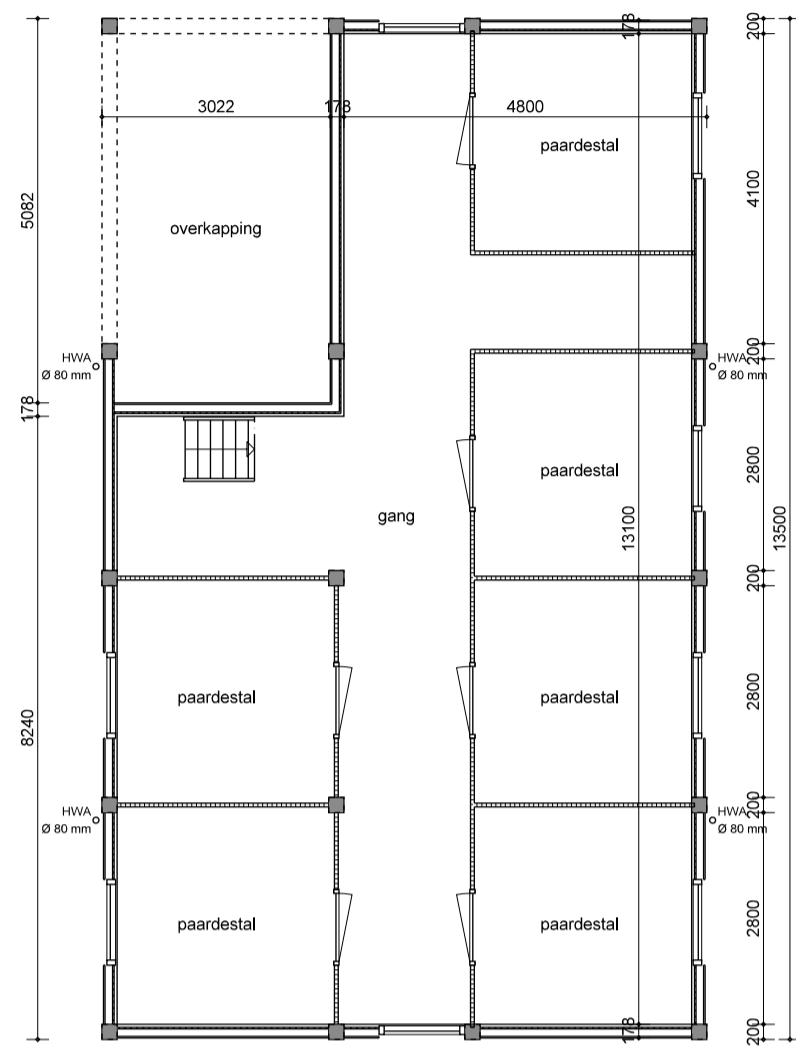 178
200
3022
178
4800
paardestal
4100
5082
overkapping
HWA
Ø 80 mm
200
HWA
Ø 80 mm
178
paardestal
2800
gang
13100
13500
200
paardestal
paardestal
2800
8240
HWA
Ø 80 mm
200
HWA
Ø 80 mm
paardestal
paardestal
2800
178
200